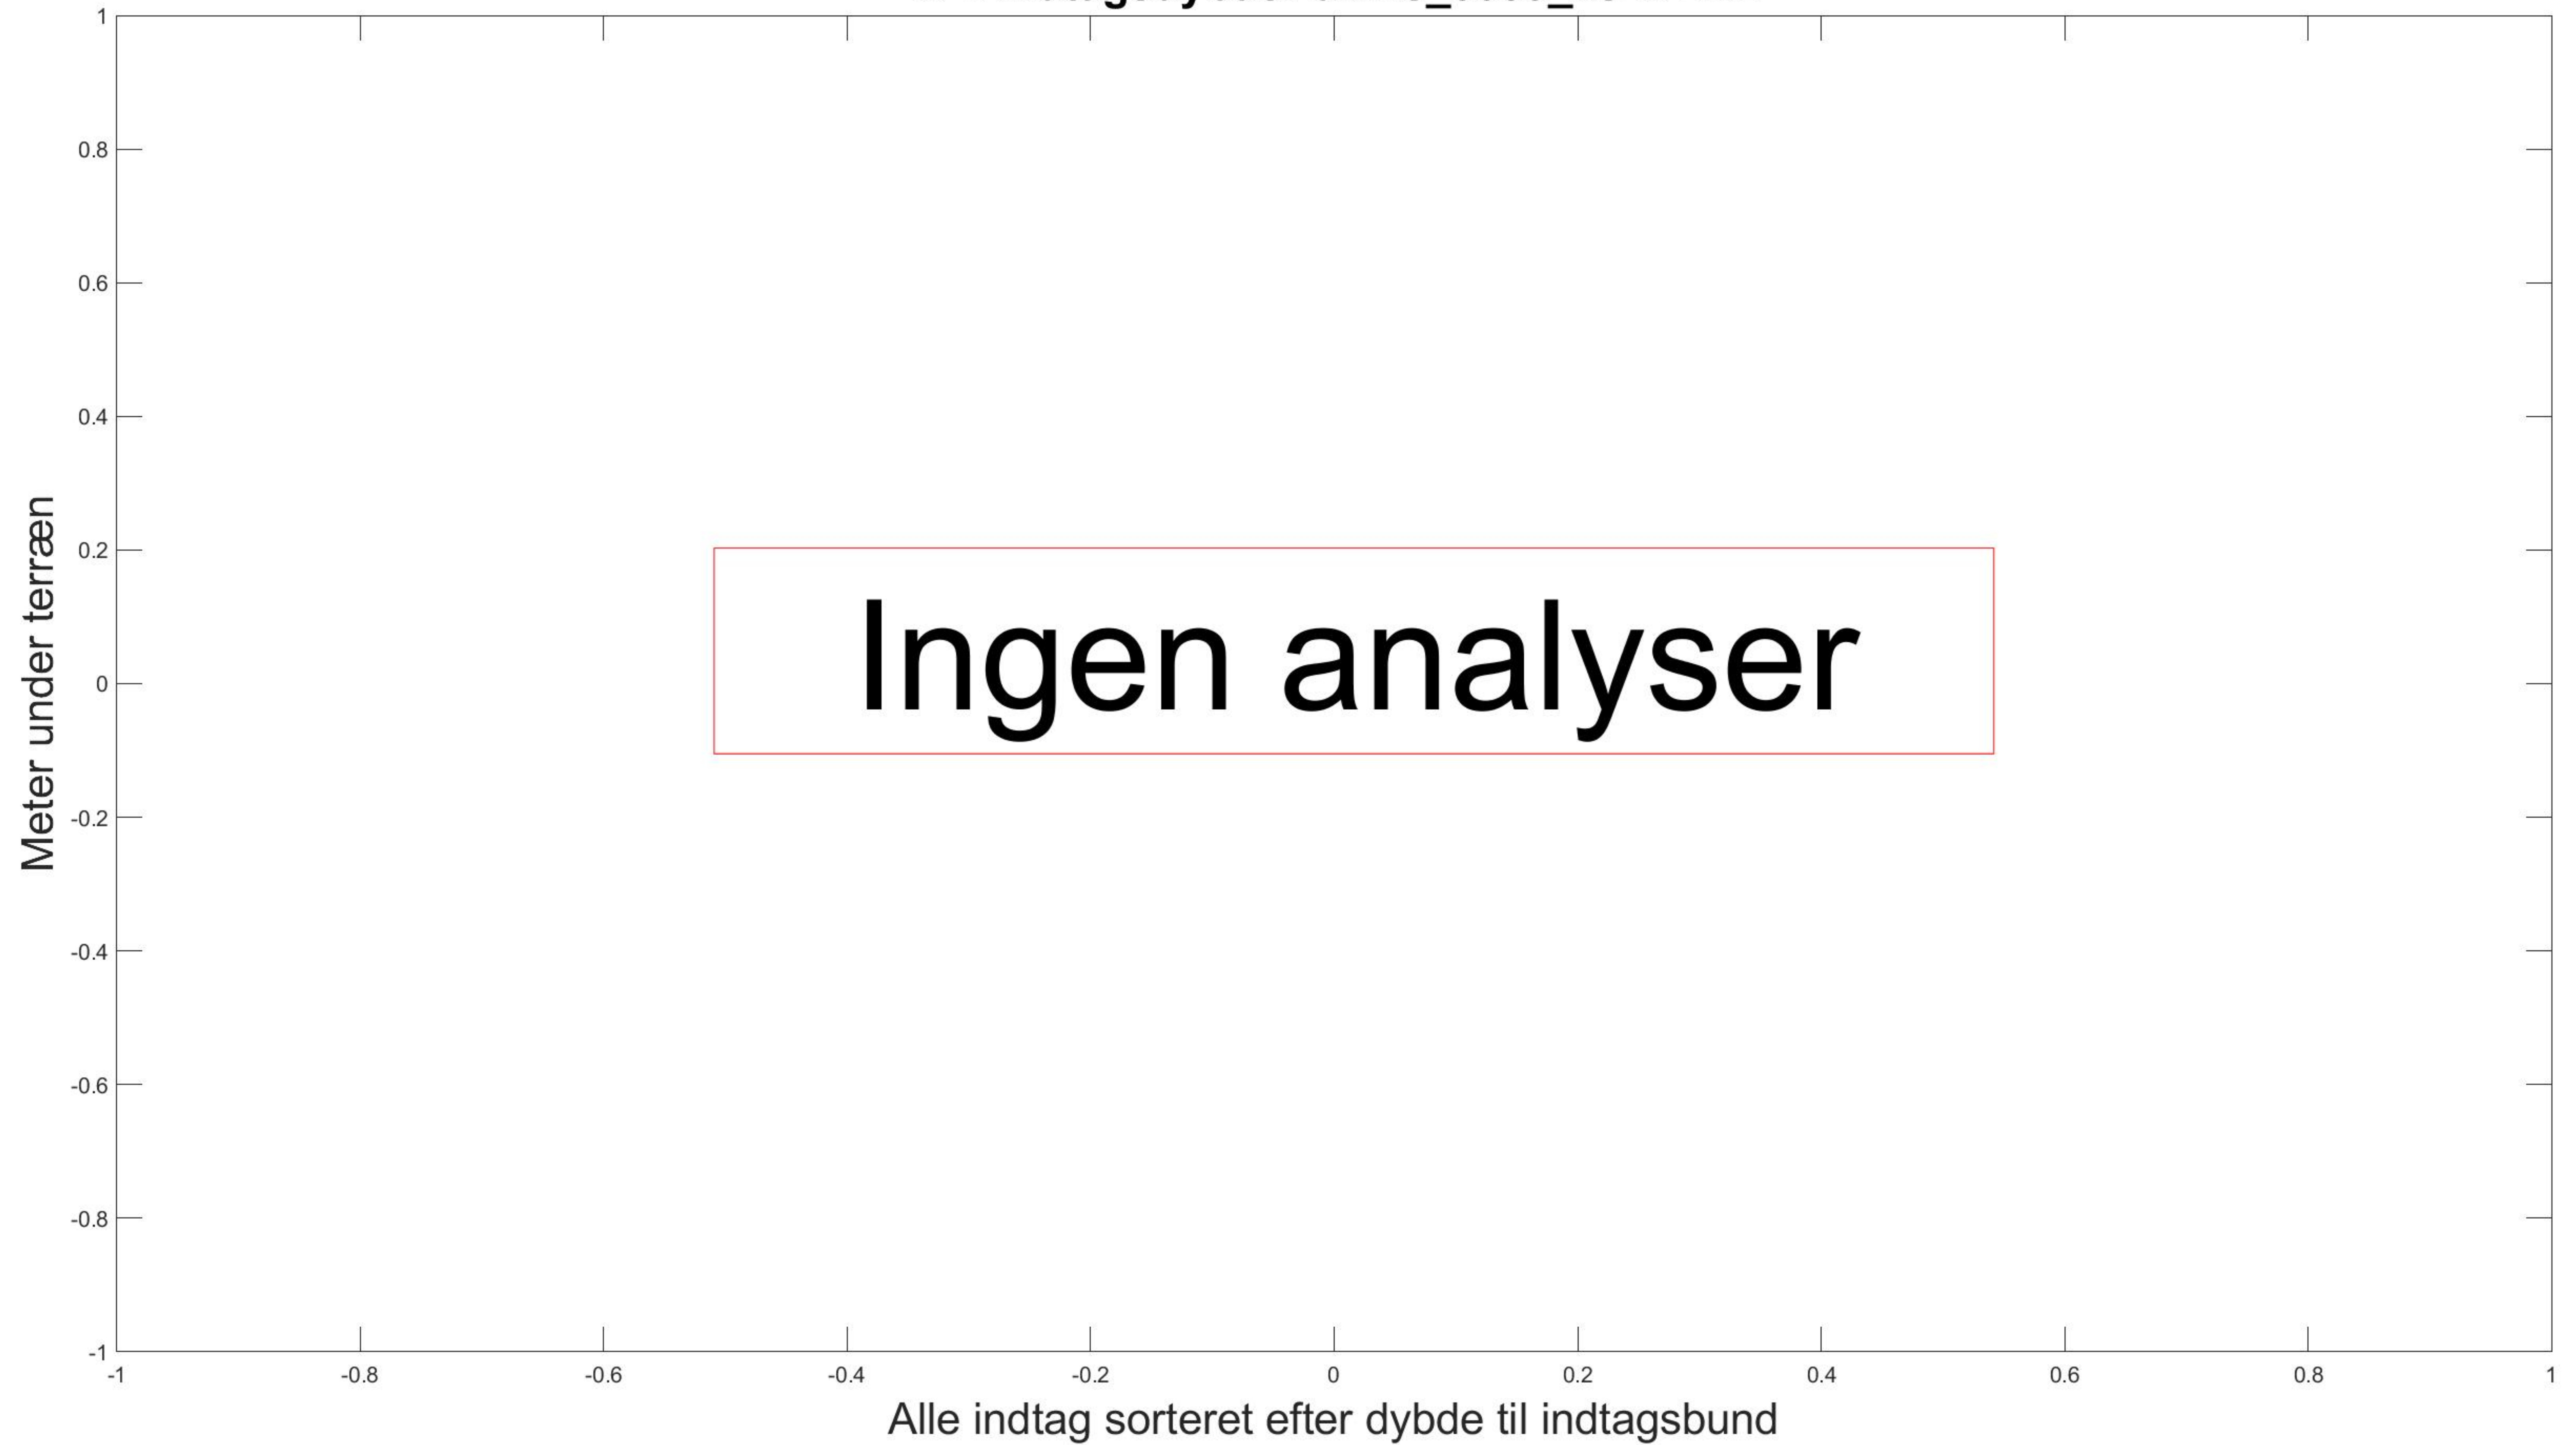 1
0.8
0.6
0.4
0.2
0
-0.2
-0.4
-0.6
-0.8
-1
Meter under terræn
Ingen analyser
-1 -0.8 -0.6 -0.4 -0.2 0 0.2 0.4 0.6 0.8 1
Alle indtag sorteret efter dybde til indtagsbund